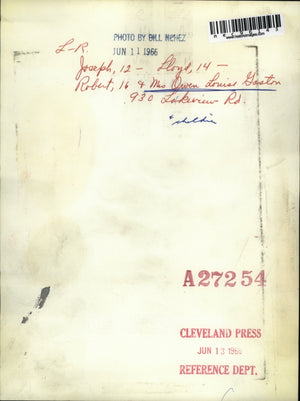 PHOTO BY BILL NEHEZ
JUN 11 1966
L-R.
Joseph, 12 - Lloyd, 14 -
Robert, 16 & Mrs Owen Louise Gaston
930 Lakeview Rd.
& children
A27254
CLEVELAND PRESS
JUN 13 1966
REFERENCE DEPT.